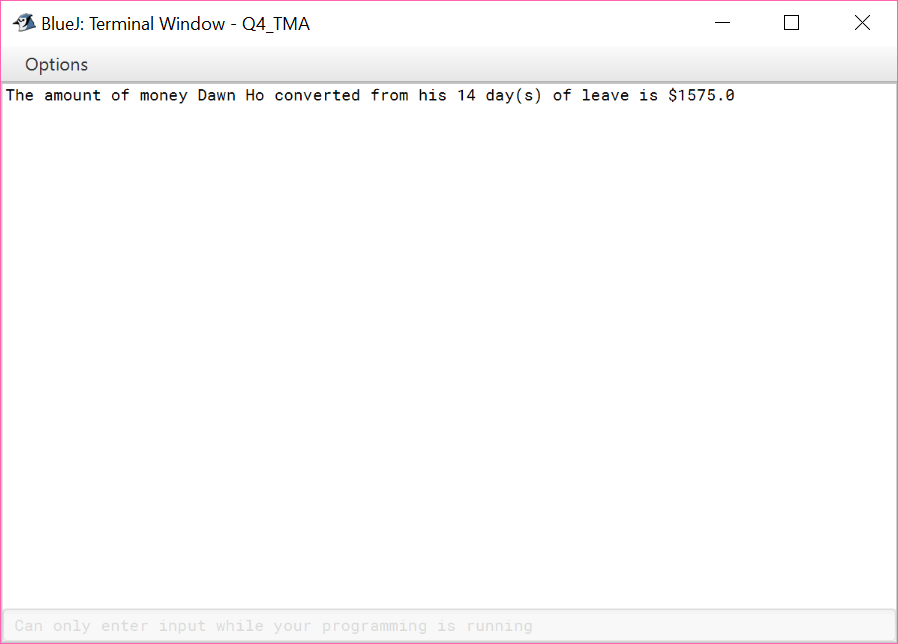 BlueJ: Terminal Window - Q4_TMA
Options
The amount of money Dawn Ho converted from his 14 day(s) of leave is $1575.0
Can only enter input while your programming is running